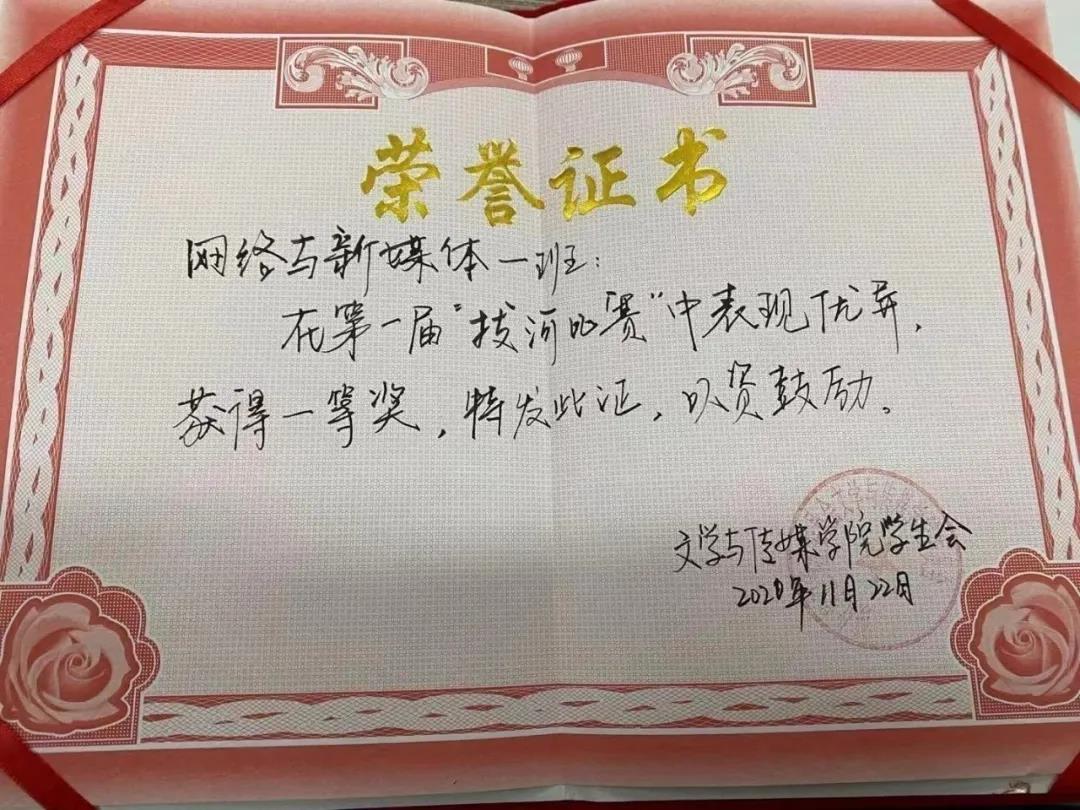 荣誉证书
网络与新媒体一班：
在第一届“拔河比赛”中表现优异，
获得一等奖，特发此证，以资鼓励。
文学与传媒学院学生会
2020年11月22日